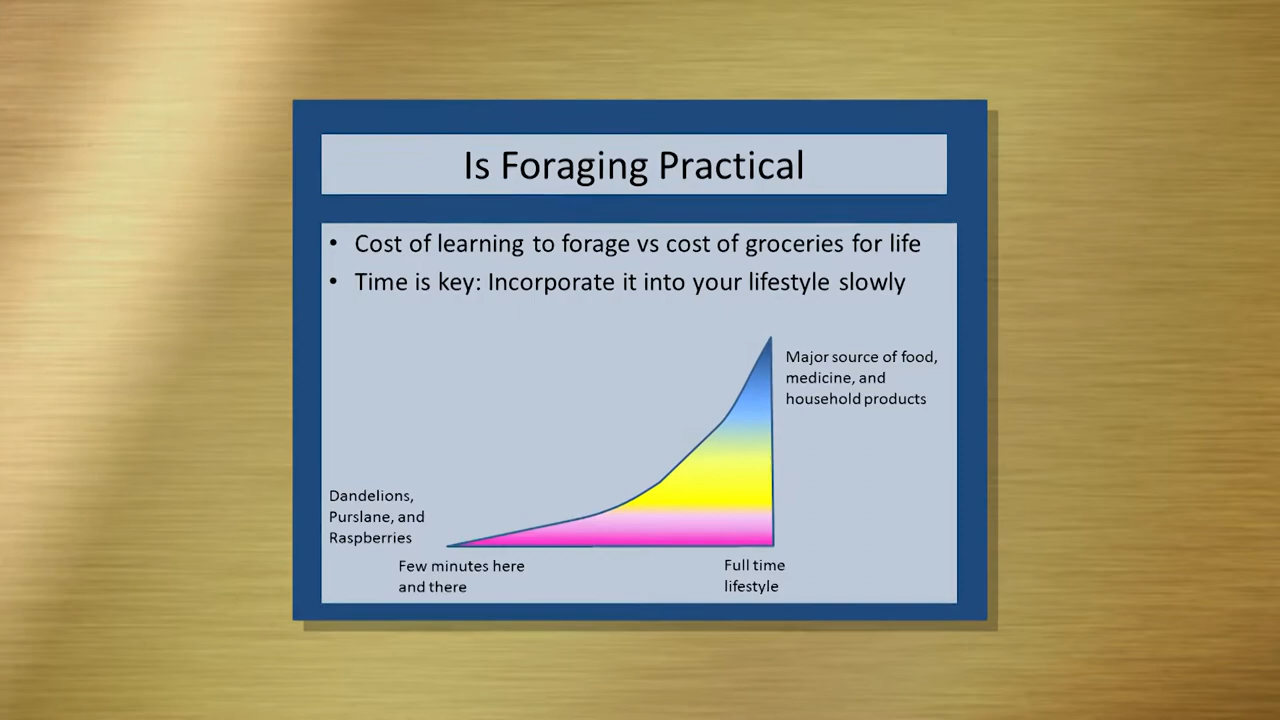 Is Foraging Practical
• Cost of learning to forage vs cost of groceries for life
• Time is key: Incorporate it into your lifestyle slowly
Major source of food,
medicine, and
household products
Dandelions,
Purslane, and
Raspberries
Few minutes here
and there
Full time
lifestyle